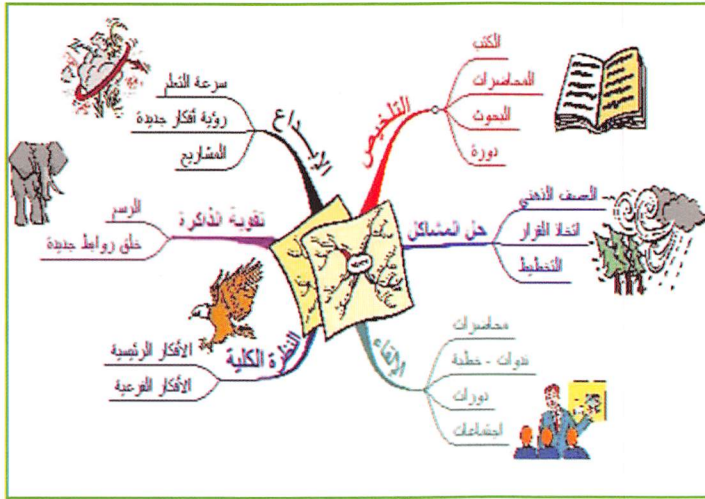 التلخيص
الكتب
المحاضرات
البحوث
دورة
حل المشاكل
العصف الذهني
اتخاذ القرار
التخطيط
الإلقاء
محاضرات
ندوات - خطبة
دورات
اجتماعات
الإبداع
سرعة التعلم
رؤية أفكار جديدة
المشاريع
تقوية الذاكرة
الرسم
خلق روابط جديدة
النظرة الكلية
الأفكار الرئيسية
الأفكار الفرعية